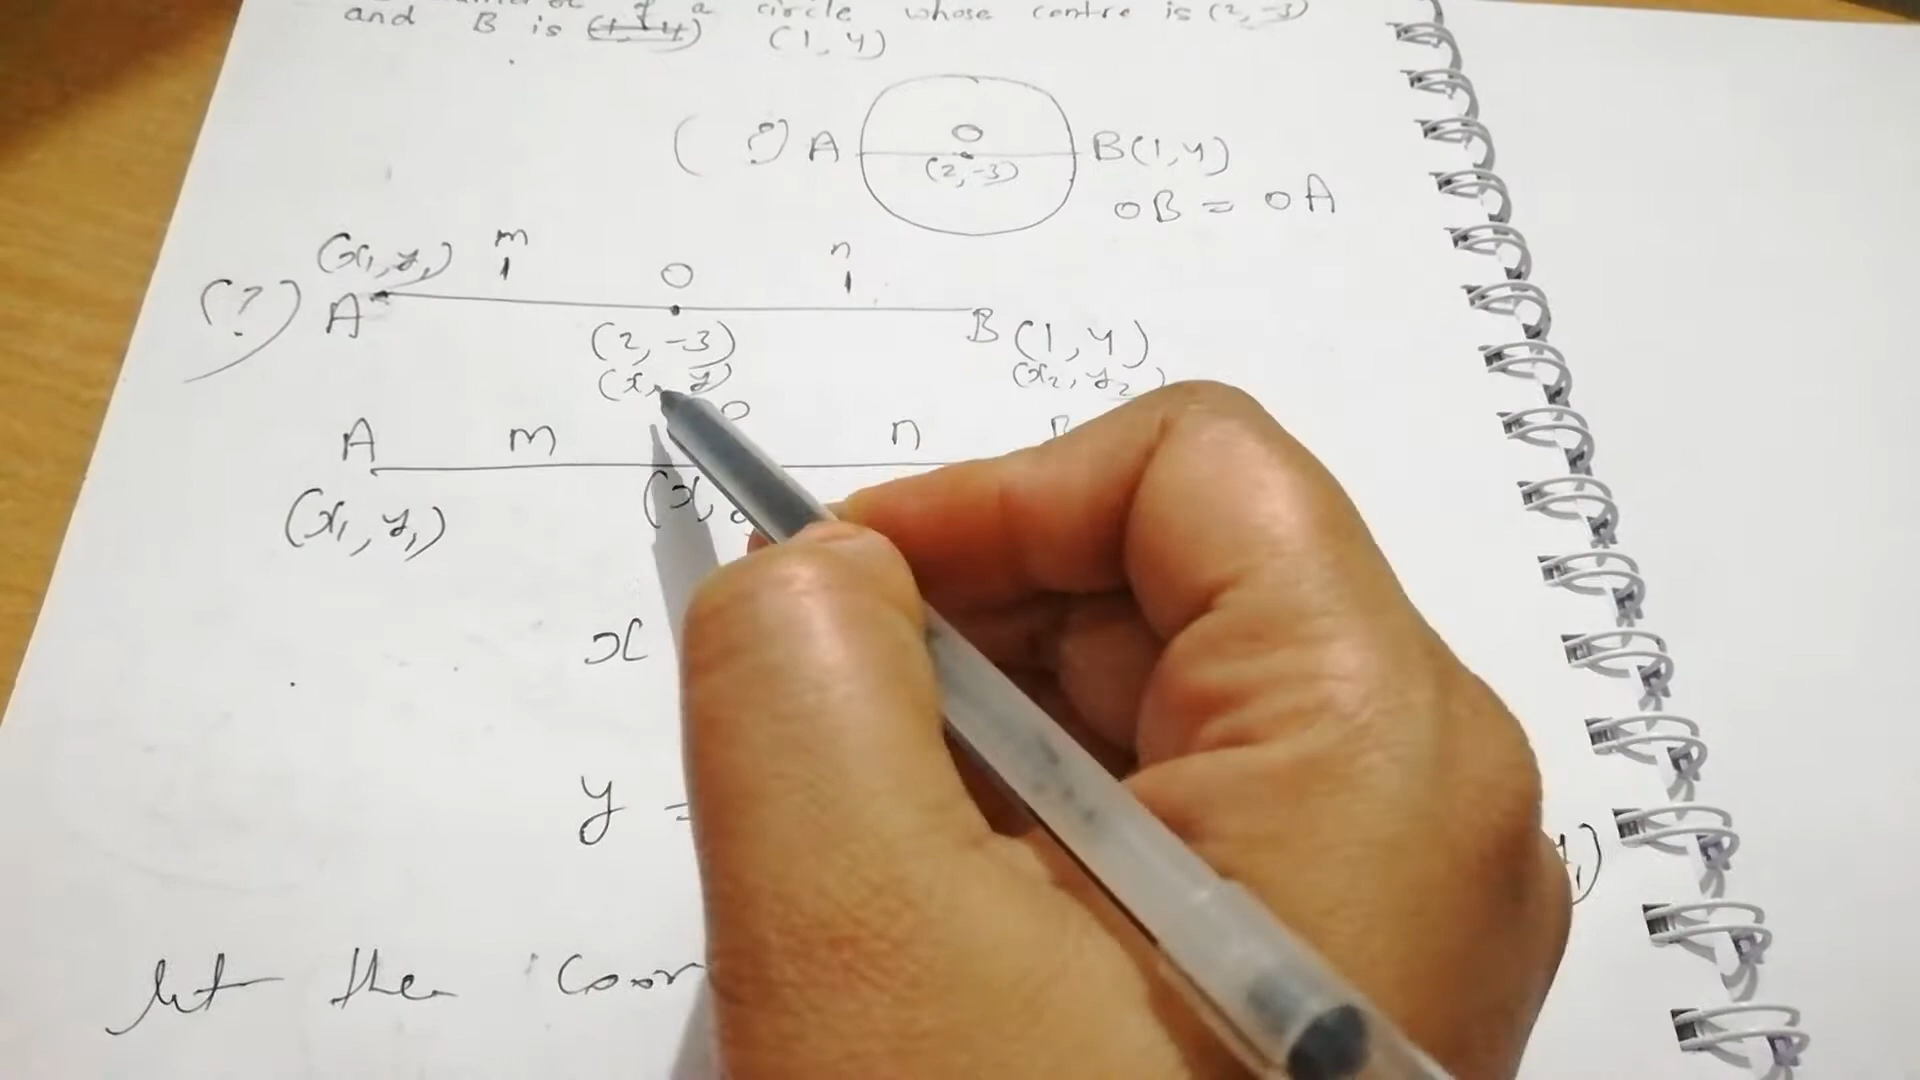 of a circle whose centre is (2, -3)
and B is (1, 4) (1, 4)
( ?) A O B(1, 4)
(2, -3)
OB = OA
(x₁, y₁) m O n
(?) A B (1, 4)
(2, -3)
(x, y) (x₂, y₂)
A m O n
(x₁, y₁) (x,
x
y =
let the coor